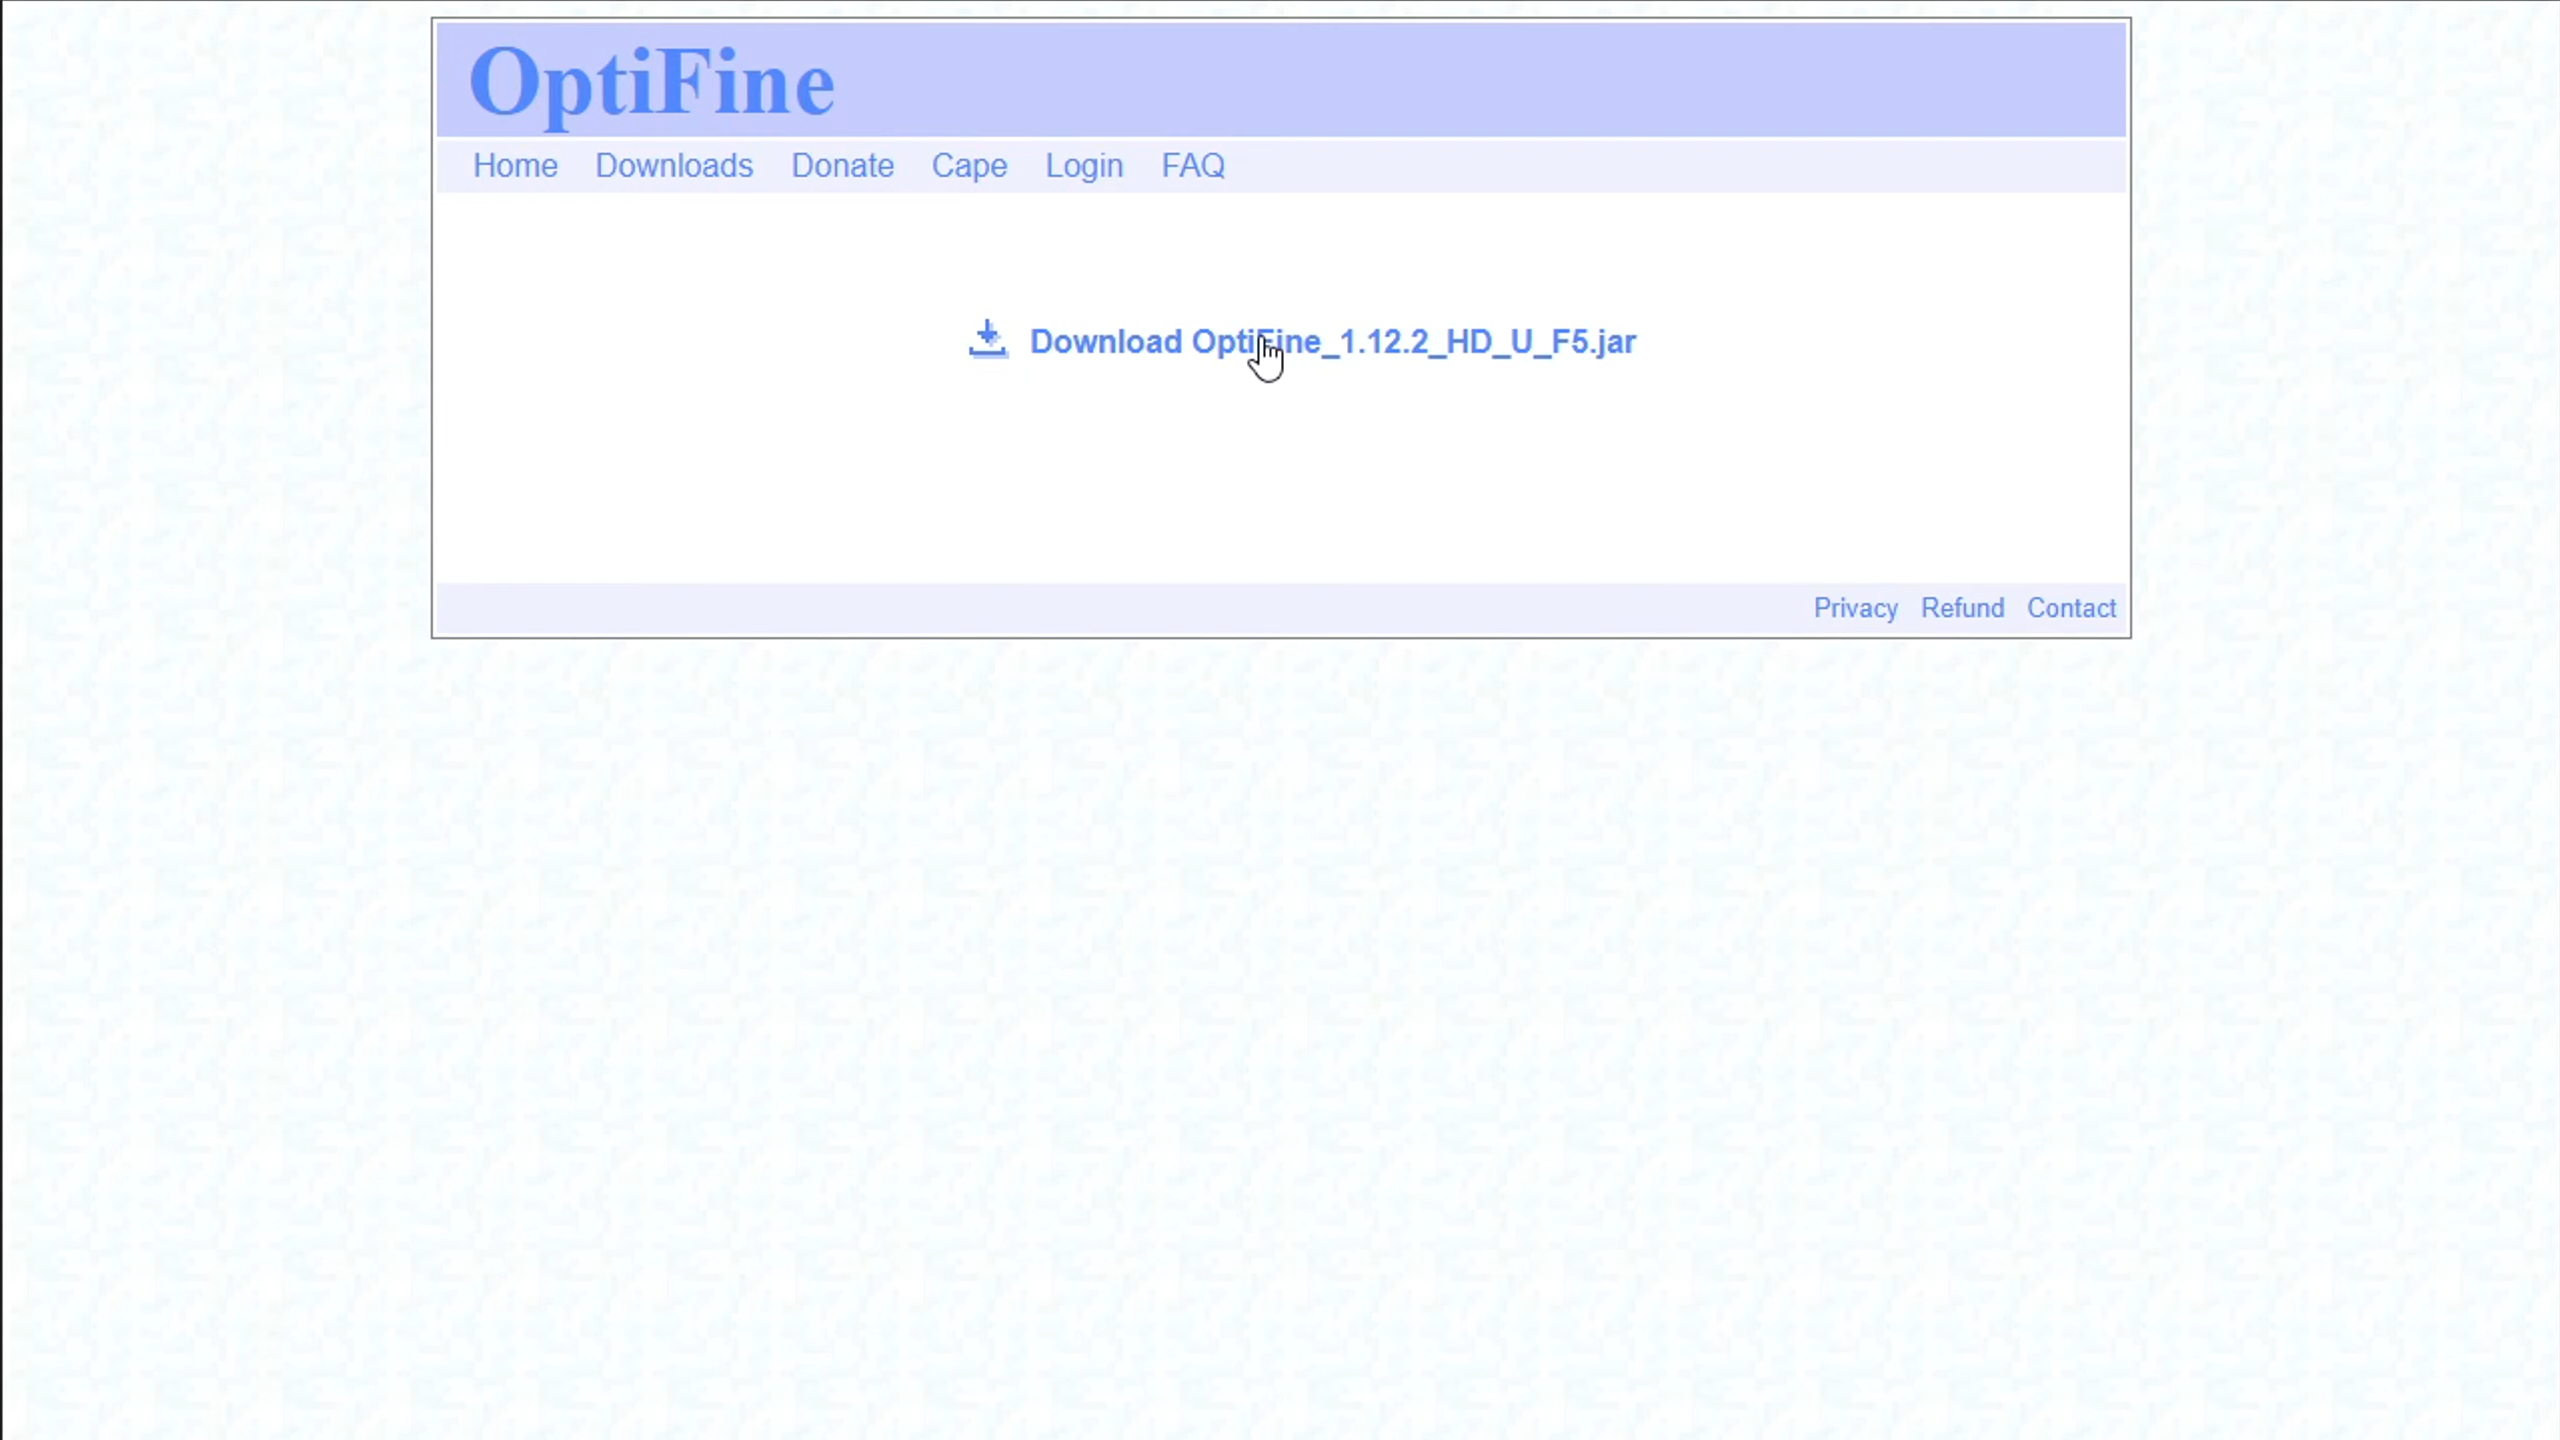 OptiFine
Home Downloads Donate Cape Login FAQ
Download OptiFine_1.12.2_HD_U_F5.jar
Privacy Refund Contact